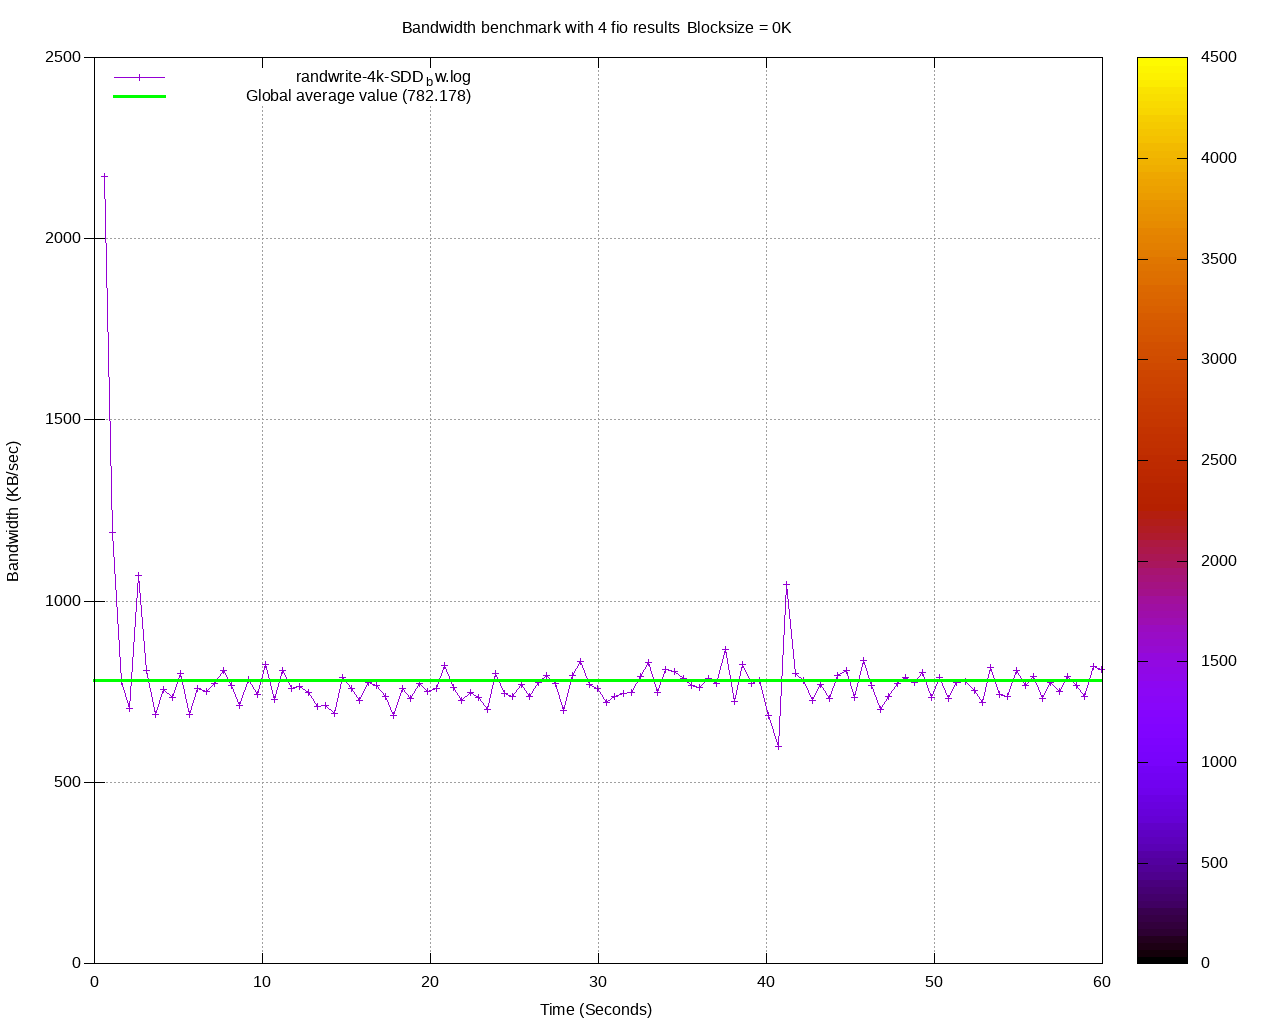 Bandwidth benchmark with 4 fio results Blocksize = 0K
randwrite-4k-SDD_bw.log
Global average value (782.178)
Bandwidth (KB/sec)
2500
2000
1500
1000
500
0
0 10 20 30 40 50 60
Time (Seconds)
4500
4000
3500
3000
2500
2000
1500
1000
500
0